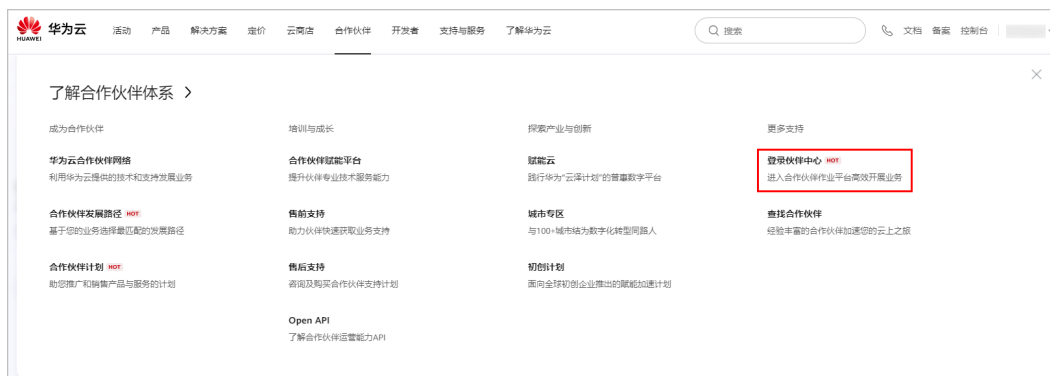 HUAWEI
华为云 活动 产品 解决方案 定价 云商店 合作伙伴 开发者 支持与服务 了解华为云 搜索 文档 备案 控制台
了解合作伙伴体系
成为合作伙伴 培训与成长 探索产业与创新 更多支持
华为云合作伙伴网络 合作伙伴赋能平台 赋能云 登录伙伴中心 HOT
利用华为云提供的技术和支持发展业务 提升伙伴专业技术服务能力 践行华为“云泽计划”的普惠数字平台 进入合作伙伴作业平台高效开展业务
合作伙伴发展路径 HOT 售前支持 城市专区 查找合作伙伴
基于您的业务选择最匹配的发展路径 助力伙伴快速获取业务支持 与100+城市结为数字化转型同路人 经验丰富的合作伙伴加速您的云上之旅
合作伙伴计划 HOT 售后支持 初创计划
助您推广和销售产品与服务的计划 咨询及购买合作伙伴支持计划 面向全球初创企业推出的赋能加速计划
Open API
了解合作伙伴运营能力API